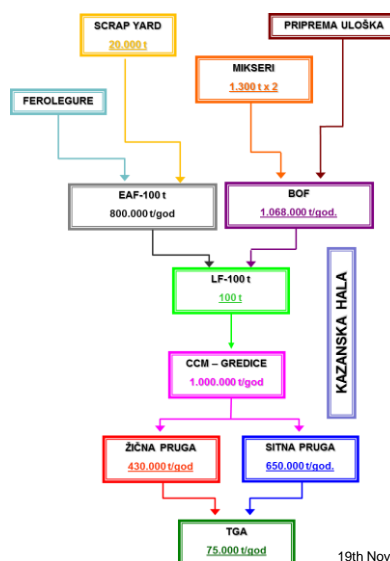 SCRAP YARD
20.000 t
PRIPREMA ULOŠKA
MIKSERI
1.300 t x 2
FEROLEGURE
EAF-100 t
800.000 t/god
BOF
1.068.000 t/god.
LF-100 t
100 t
KAZANSKA HALA
CCM – GREDICE
1.000.000 t/god
ŽIČNA PRUGA
430.000 t/god
SITNA PRUGA
650.000 t/god.
TGA
75.000 t/god
19th Nov